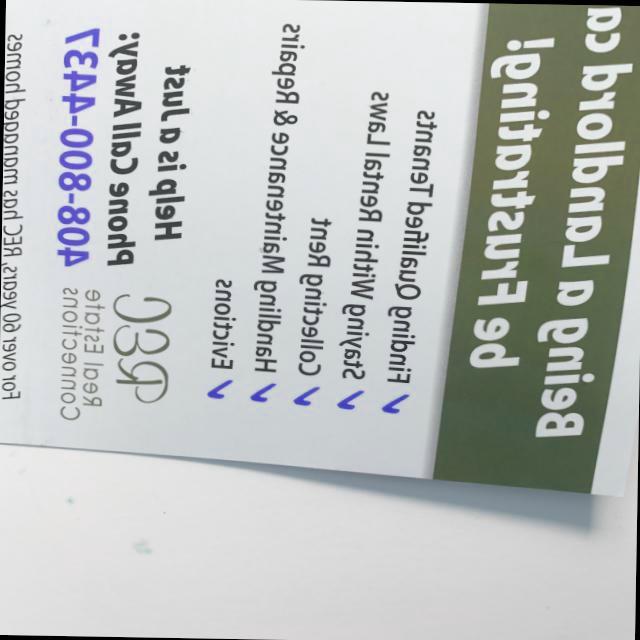 Being a Landlord ca
be Frustrating!
Finding Qualified Tenants
Staying Within Rental Laws
Collecting Rent
Handling Maintenance & Repairs
Evictions
REC
Real Estate
Connections
Help is a Just
Phone Call Away:
408-800-4437
For over 60 years, REC has managed homes